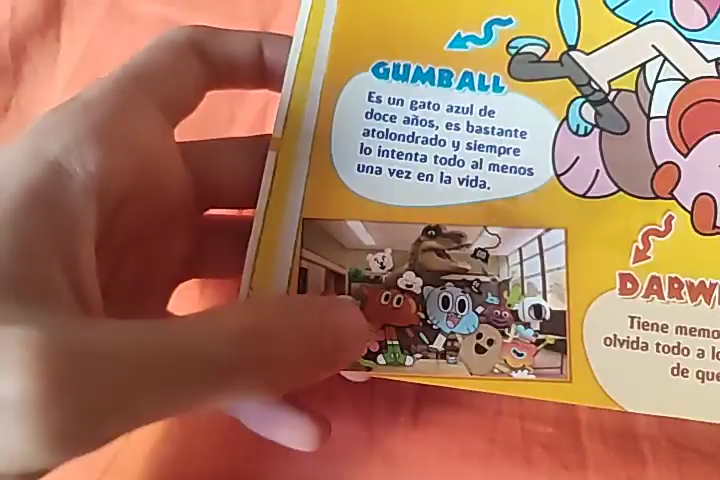 GUMBALL
Es un gato azul de
doce años, es bastante
atolondrado y siempre
lo intenta todo al menos
una vez en la vida.
DARW
Tiene memo
olvida todo a l
de que